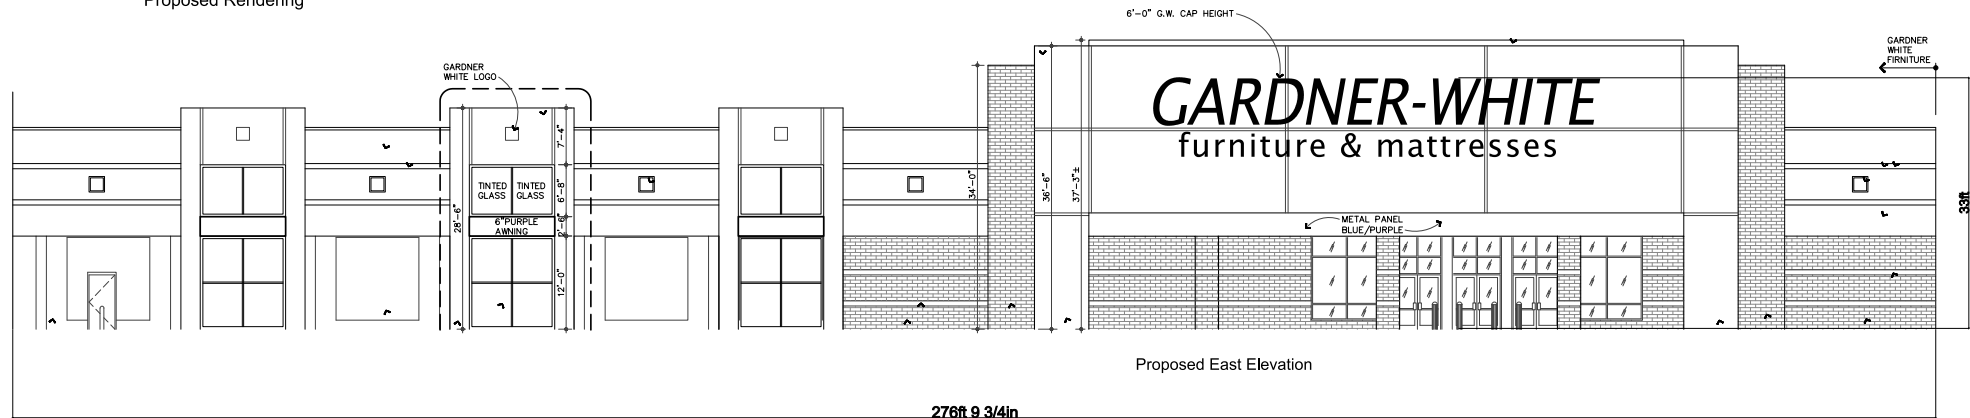 Proposed Rendering
6'-0" G.W. CAP HEIGHT
GARDNER
WHITE
FIRNITURE
GARDNER
WHITE LOGO
GARDNER-WHITE
furniture & mattresses
7'-4"
34'-0"
36'-6"
37'-3"±
TINTED
GLASS
TINTED
GLASS
6'-8"
28'-6"
6"PURPLE
AWNING
2'-6"
METAL PANEL
BLUE/PURPLE
33ft
12'-0"
Proposed East Elevation
276ft 9 3/4in